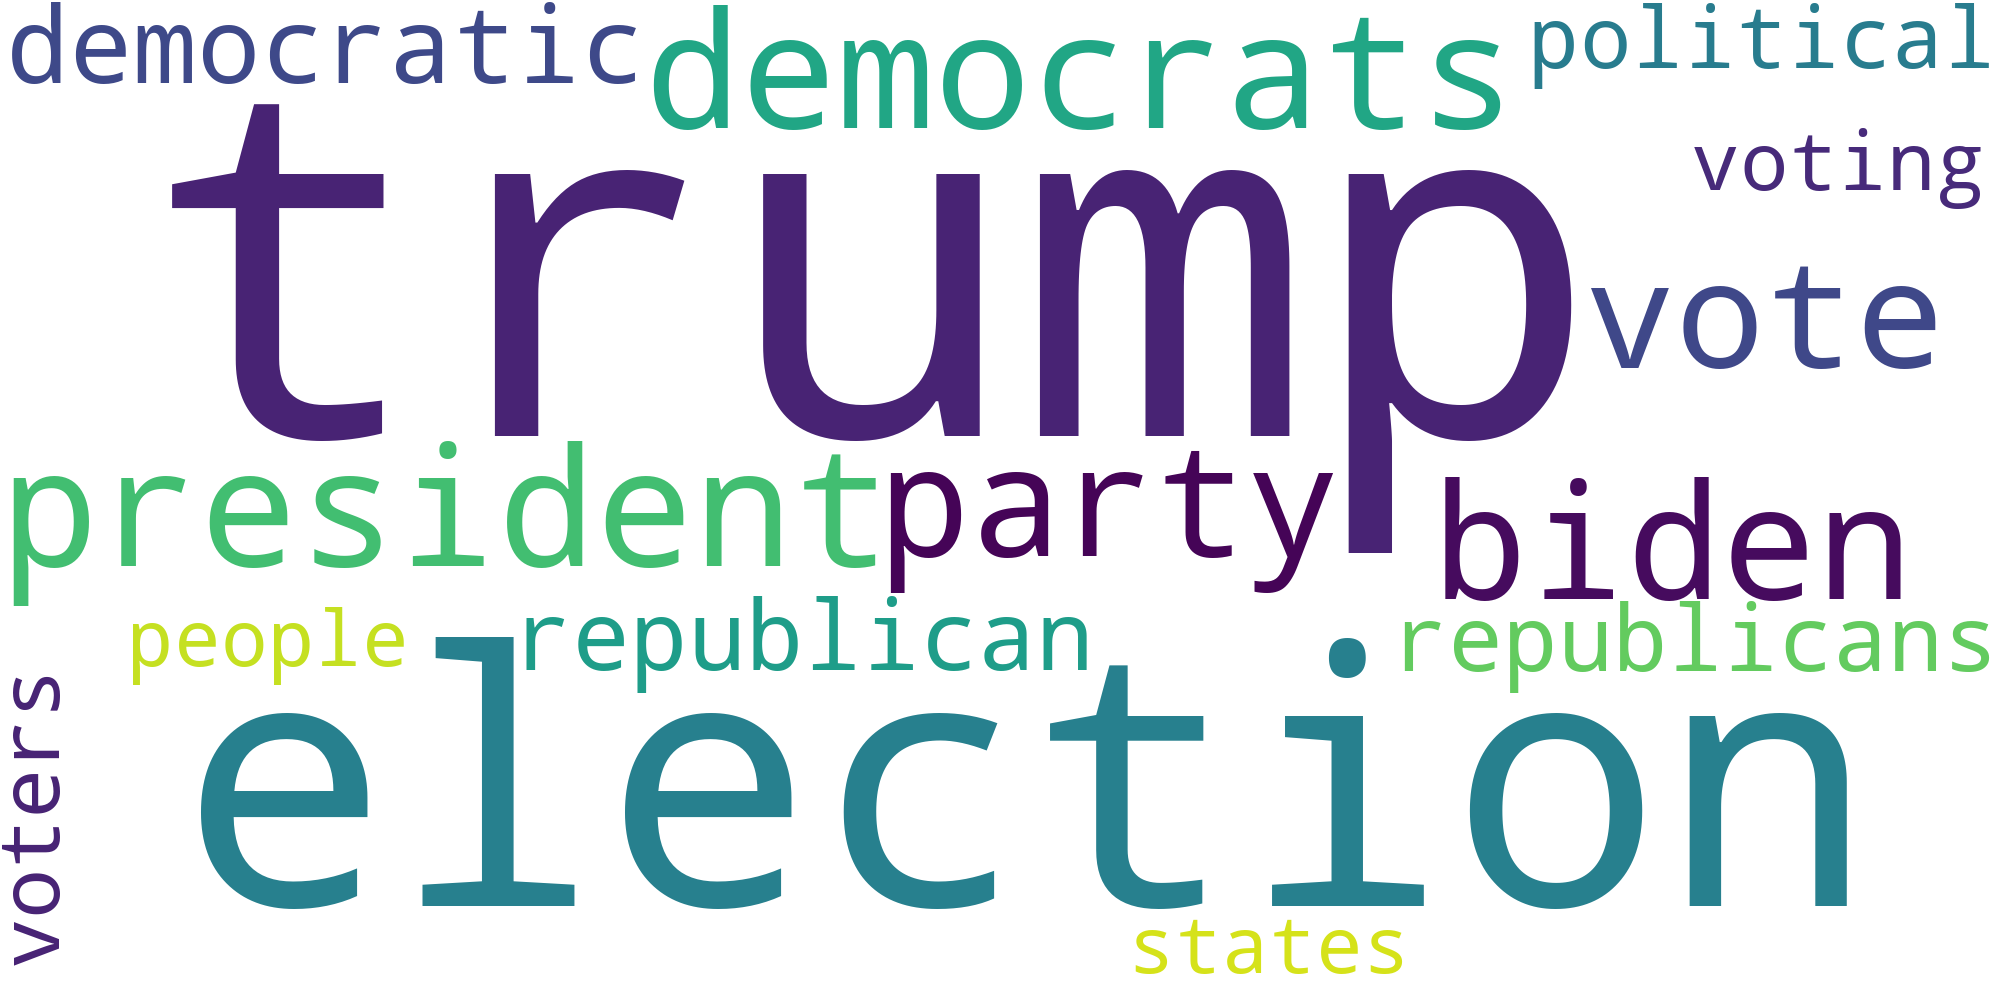 democratic democrats political
voting
trump
vote
president party biden
people republican republicans
voters
election
states